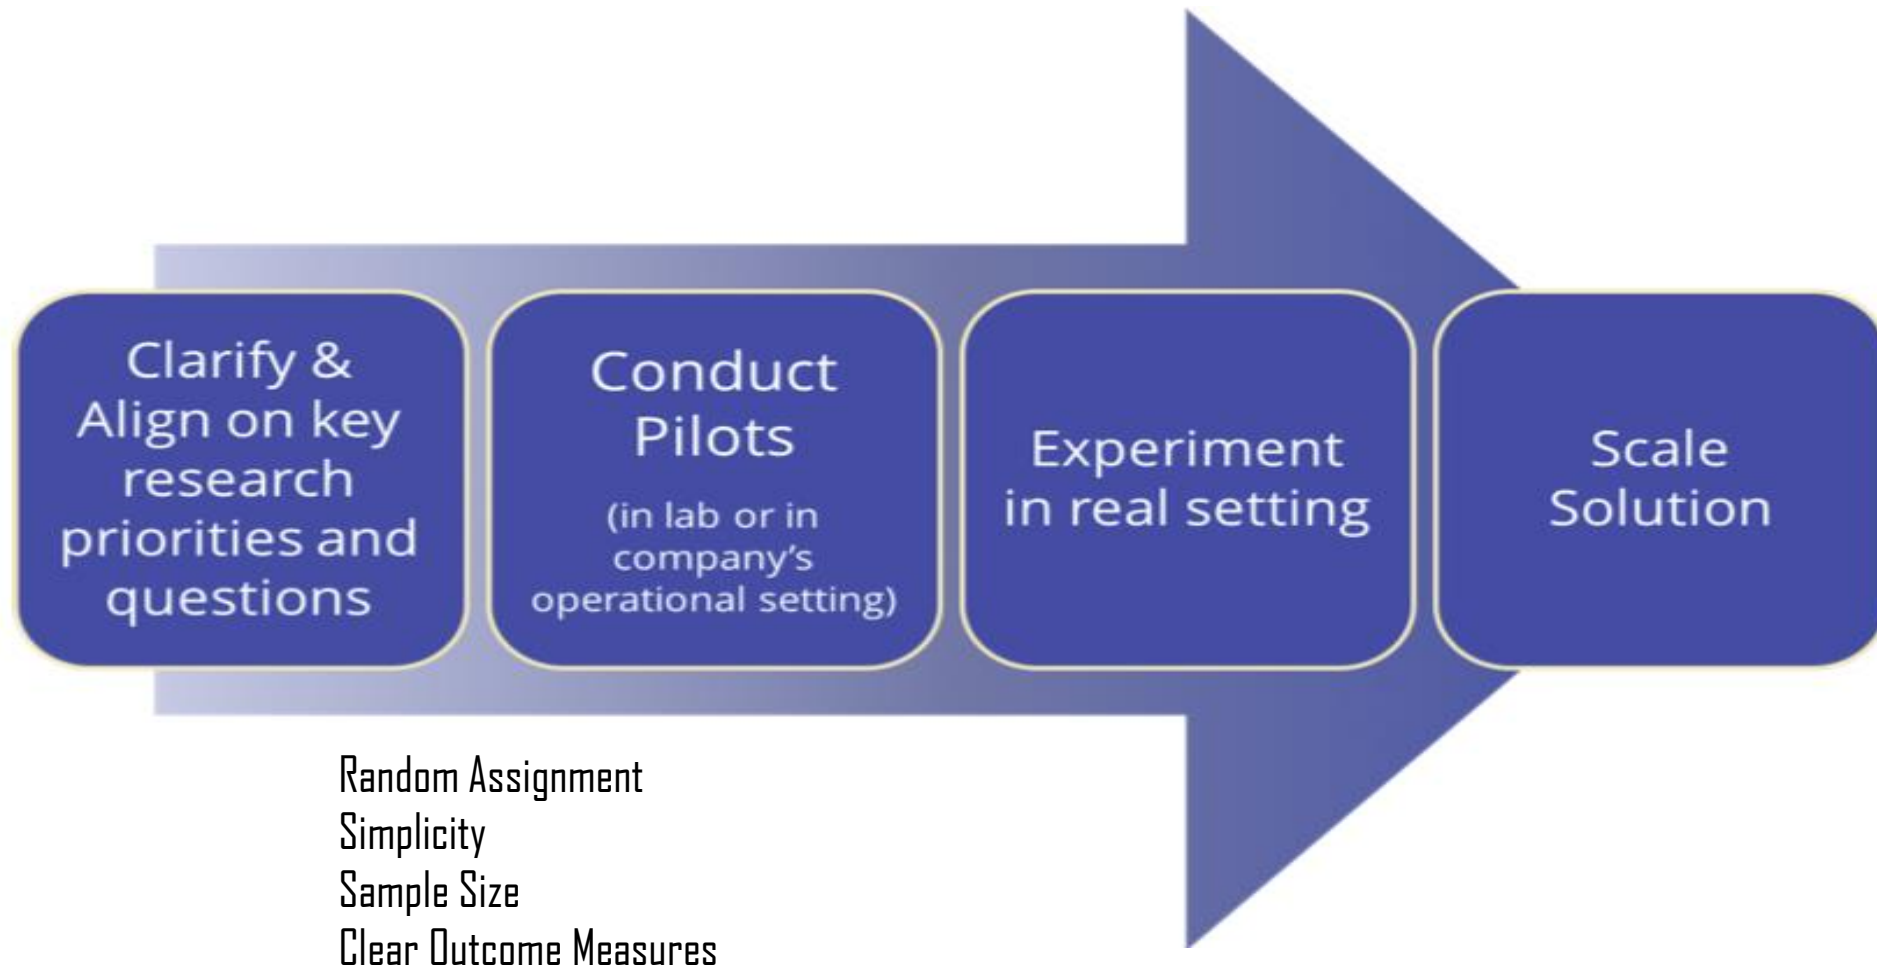 Clarify &
Align on key
research
priorities and
questions
Conduct
Pilots
(in lab or in
company's
operational setting)
Experiment
in real setting
Scale
Solution
Random Assignment
Simplicity
Sample Size
Clear Outcome Measures